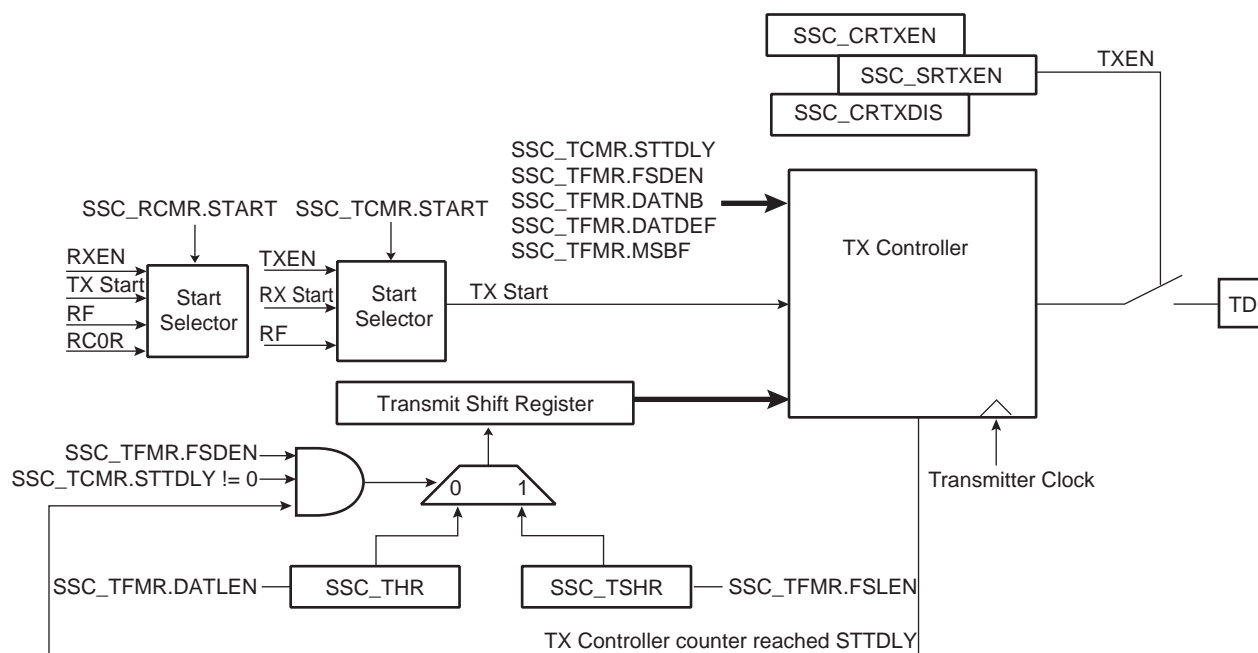 SSC_CRTXEN
SSC_SRTXEN
TXEN
SSC_CRTXDIS
SSC_TCMR.STTDLY
SSC_TFMR.FSDEN
SSC_TFMR.DATNB
SSC_TFMR.DATDEF
SSC_TFMR.MSBF
SSC_RCMR.START
SSC_TCMR.START
TX Controller
RXEN
TX Start
RF
RC0R
Start
Selector
TXEN
RX Start
RF
Start
Selector
TX Start
TD
Transmit Shift Register
SSC_TFMR.FSDEN
SSC_TCMR.STTDLY != 0
0
1
Transmitter Clock
SSC_TFMR.DATLEN
SSC_THR
SSC_TSHR
SSC_TFMR.FSLEN
TX Controller counter reached STTDLY